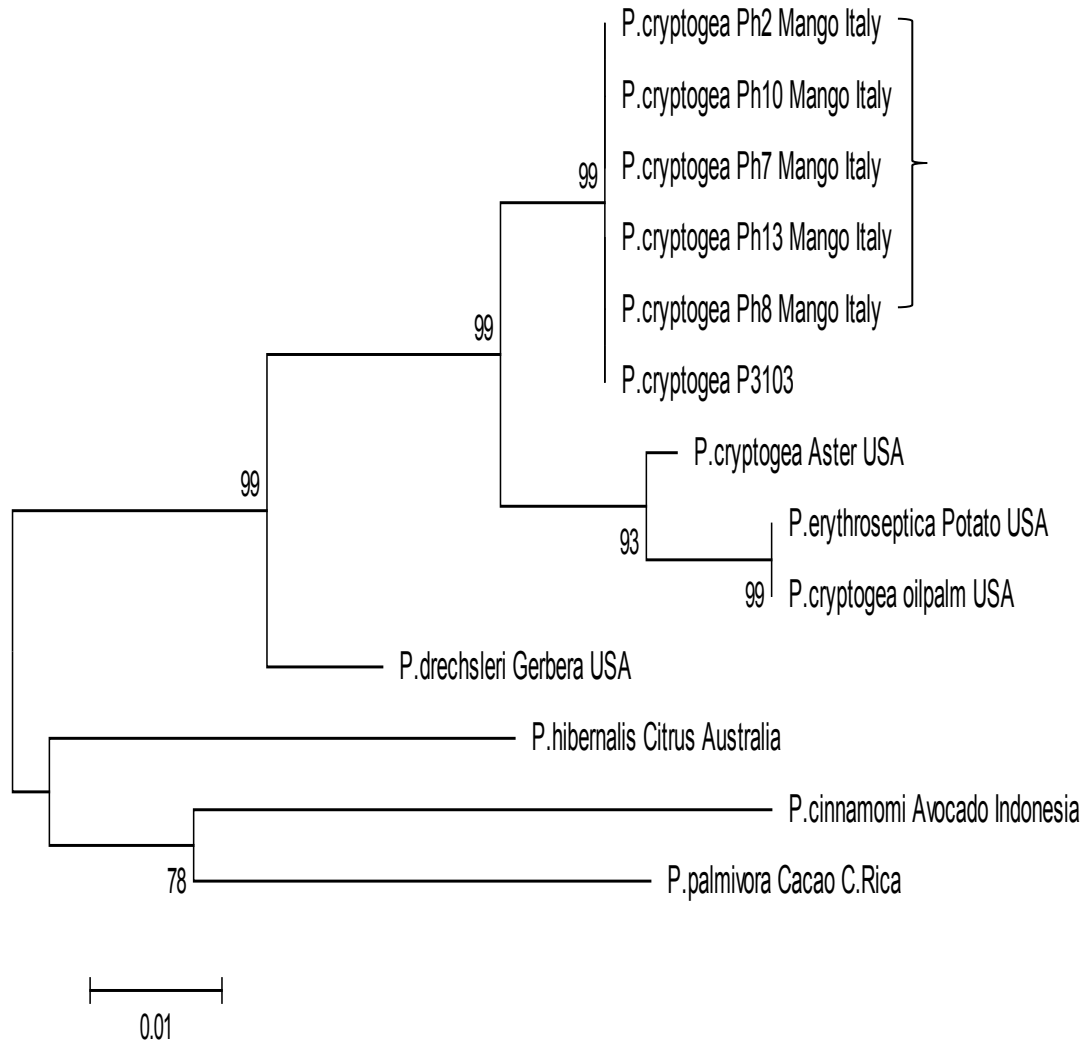 P.cryptogea Ph2 Mango Italy
P.cryptogea Ph10 Mango Italy
P.cryptogea Ph7 Mango Italy
99
P.cryptogea Ph13 Mango Italy
P.cryptogea Ph8 Mango Italy
99
P.cryptogea P3103
P.cryptogea Aster USA
99
P.erythroseptica Potato USA
93
P.cryptogea oilpalm USA
99
P.drechsleri Gerbera USA
P.hibernalis Citrus Australia
P.cinnamomi Avocado Indonesia
P.palmivora Cacao C.Rica
78
0.01